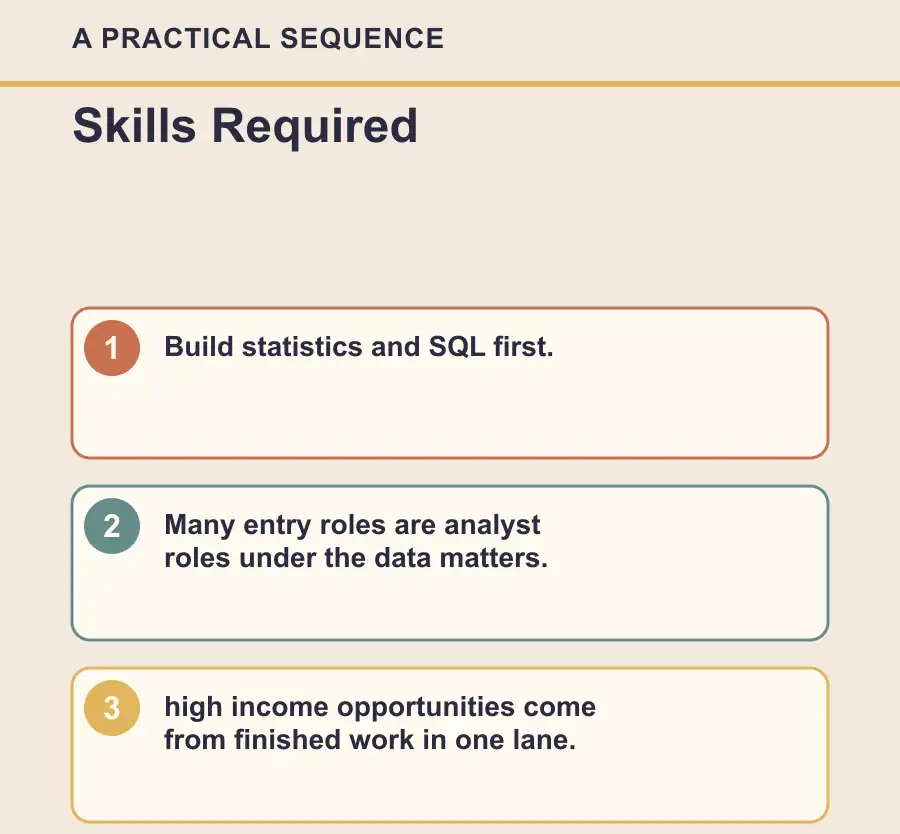 A PRACTICAL SEQUENCE
Skills Required
1
Build statistics and SQL first.
2
Many entry roles are analyst
roles under the data matters.
3
high income opportunities come
from finished work in one lane.